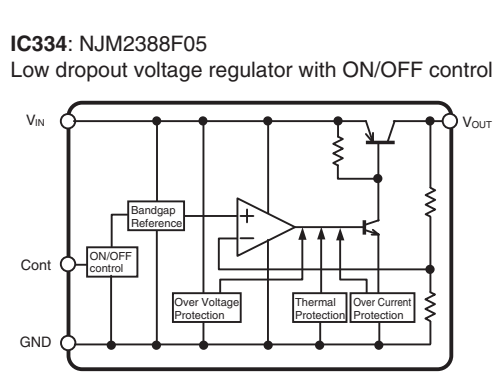 IC334: NJM2388F05
Low dropout voltage regulator with ON/OFF control
VIN
VOUT
Bandgap
Reference
+
−
ON/OFF
control
Cont
Over Voltage
Protection
Thermal
Protection
Over Current
Protection
GND